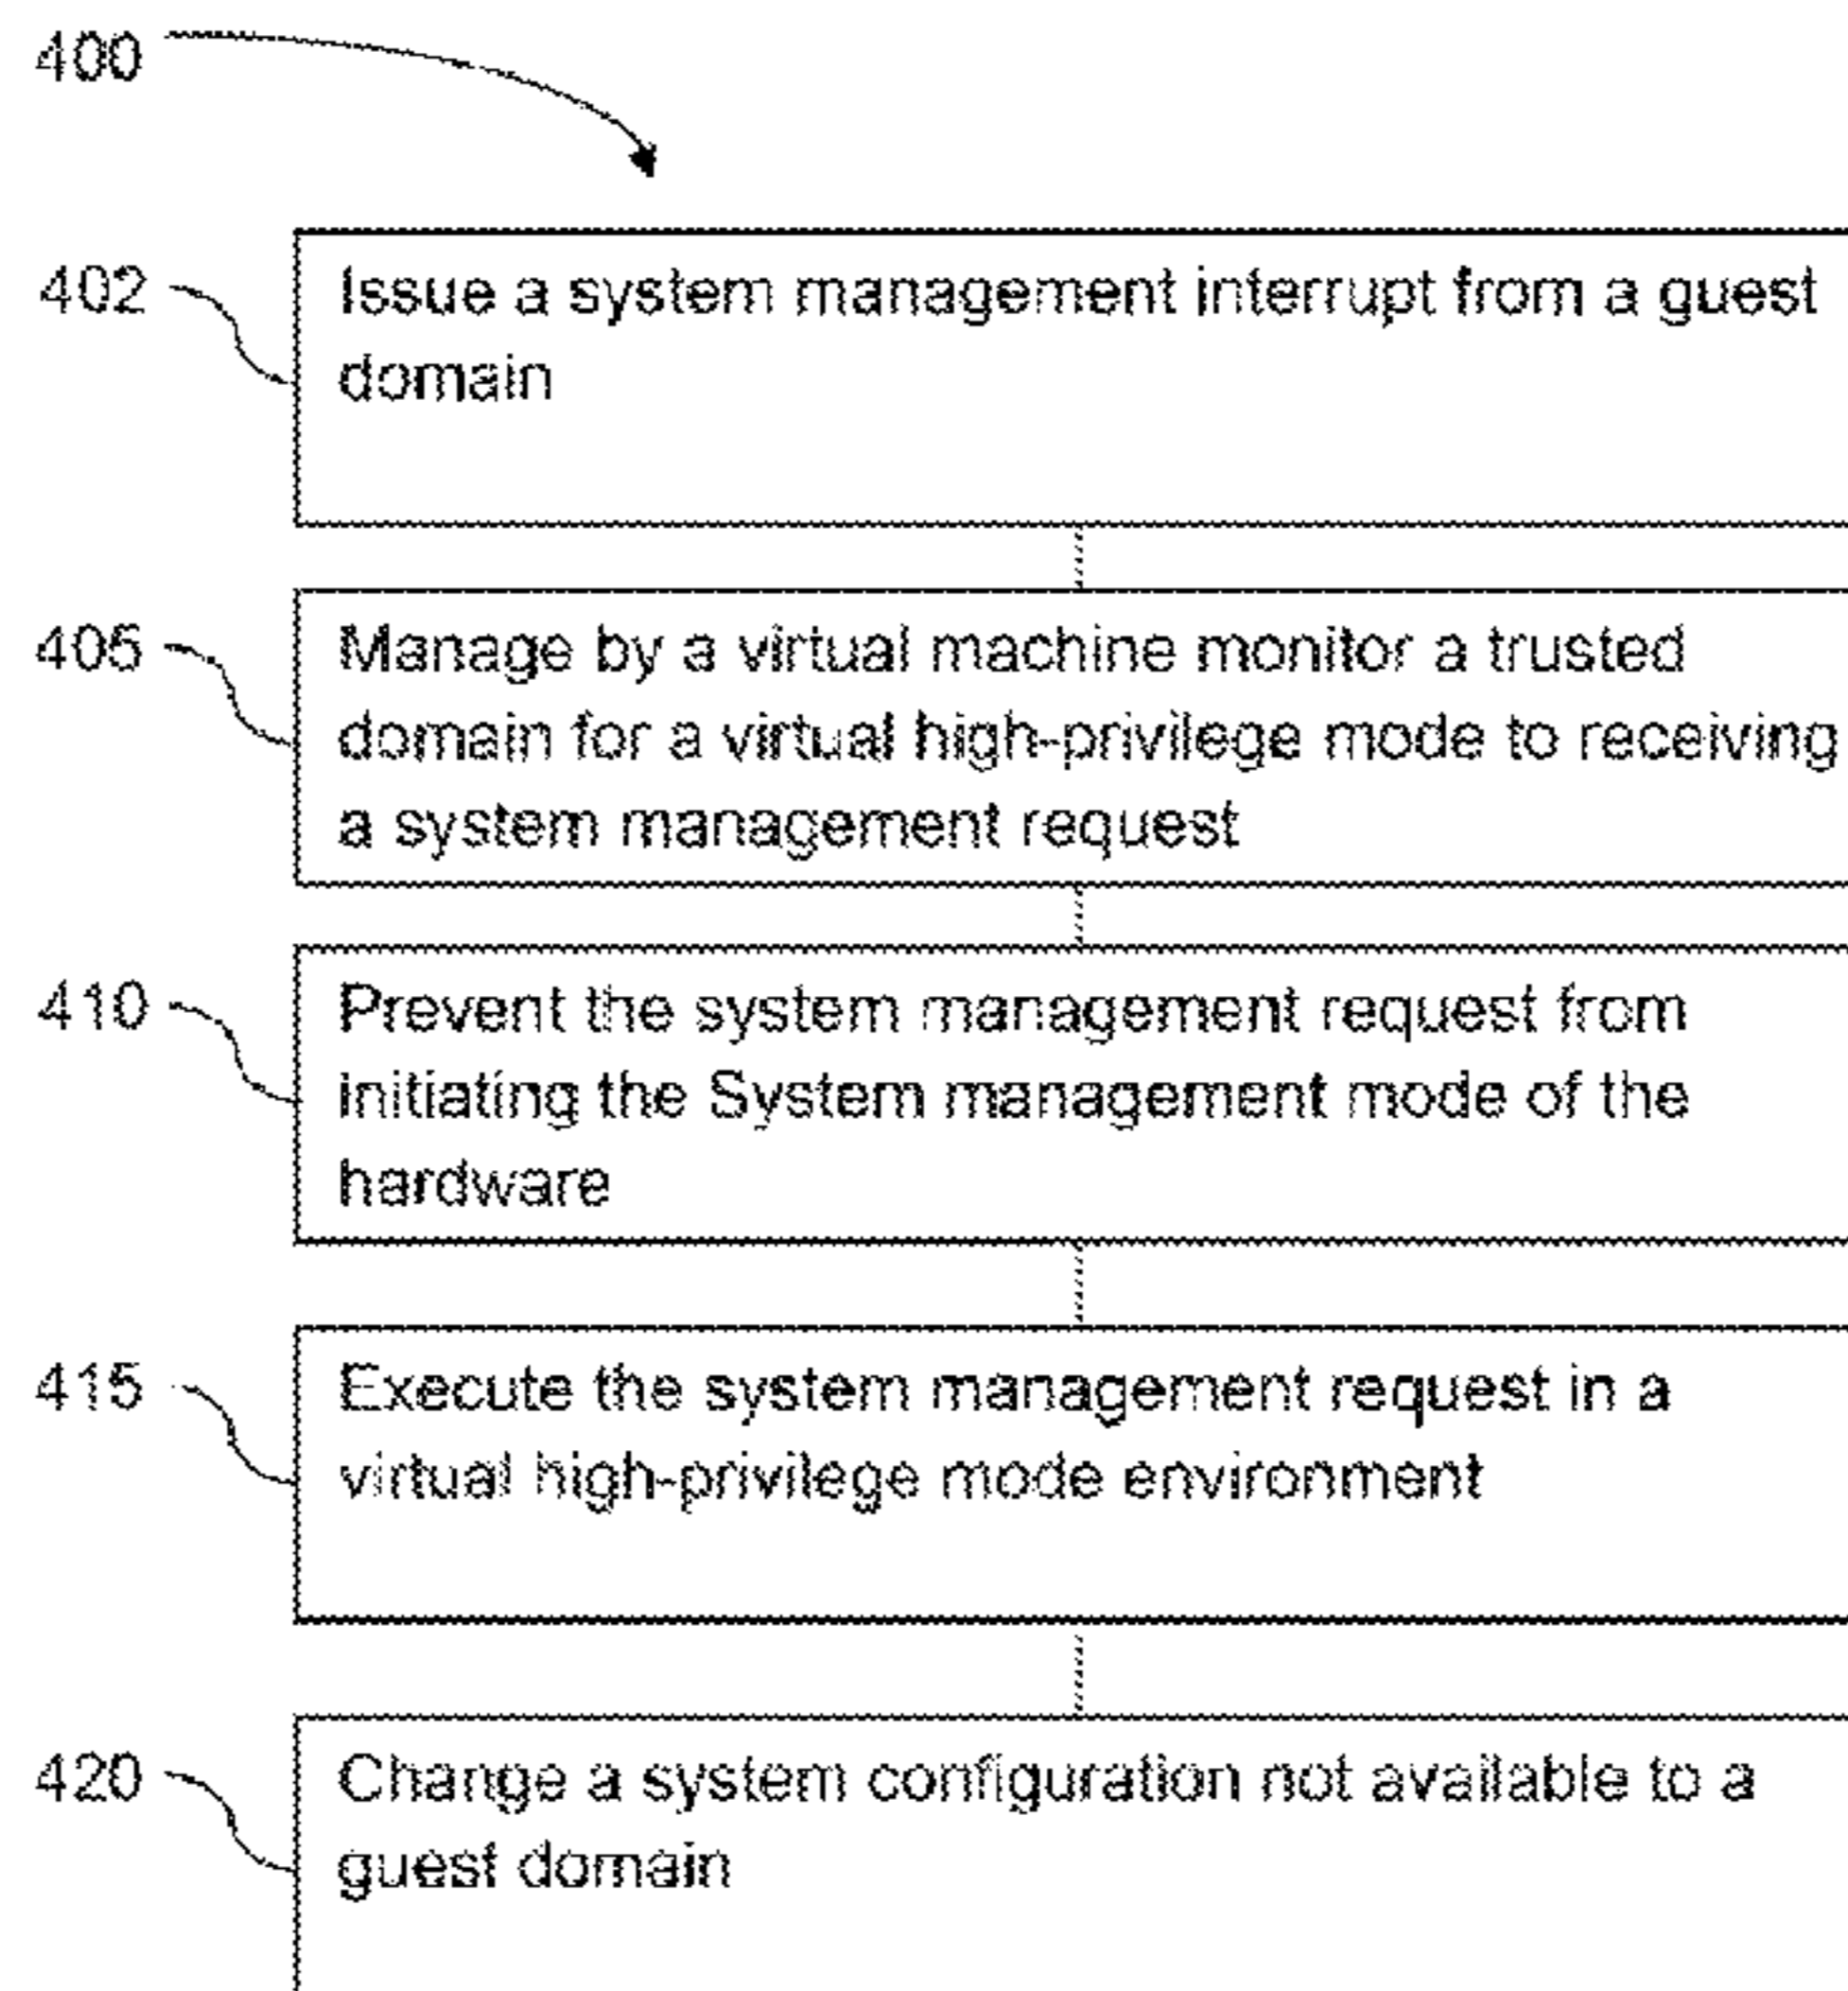 400
402
Issue a system management interrupt from a guest
domain
405
Manage by a virtual machine monitor a trusted
domain for a virtual high-privilege mode to receiving
a system management request
410
Prevent the system management request from
initiating the System management mode of the
hardware
415
Execute the system management request in a
virtual high-privilege mode environment
420
Change a system configuration not available to a
guest domain